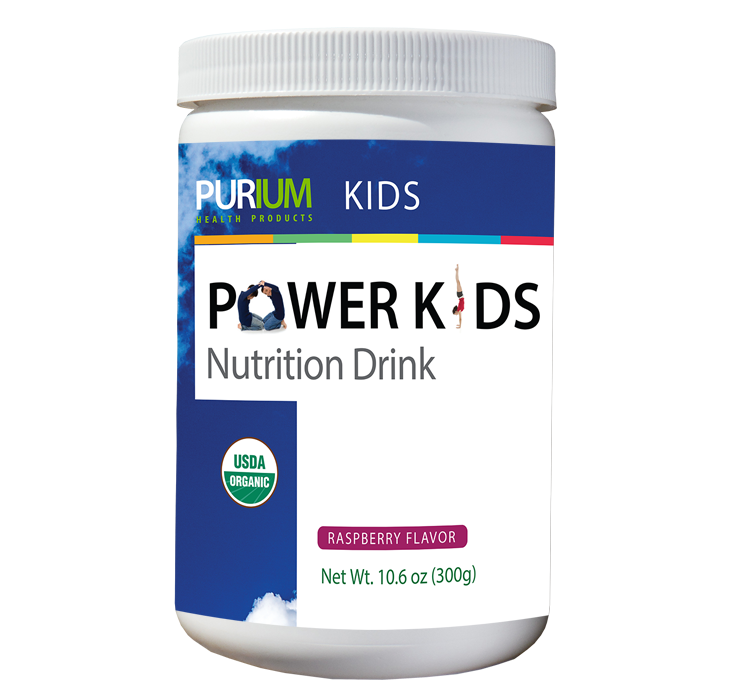 PURIUM KIDS
HEALTH PRODUCTS
POWER KIDS
Nutrition Drink
USDA
ORGANIC
RASPBERRY FLAVOR
Net Wt. 10.6 oz (300g)